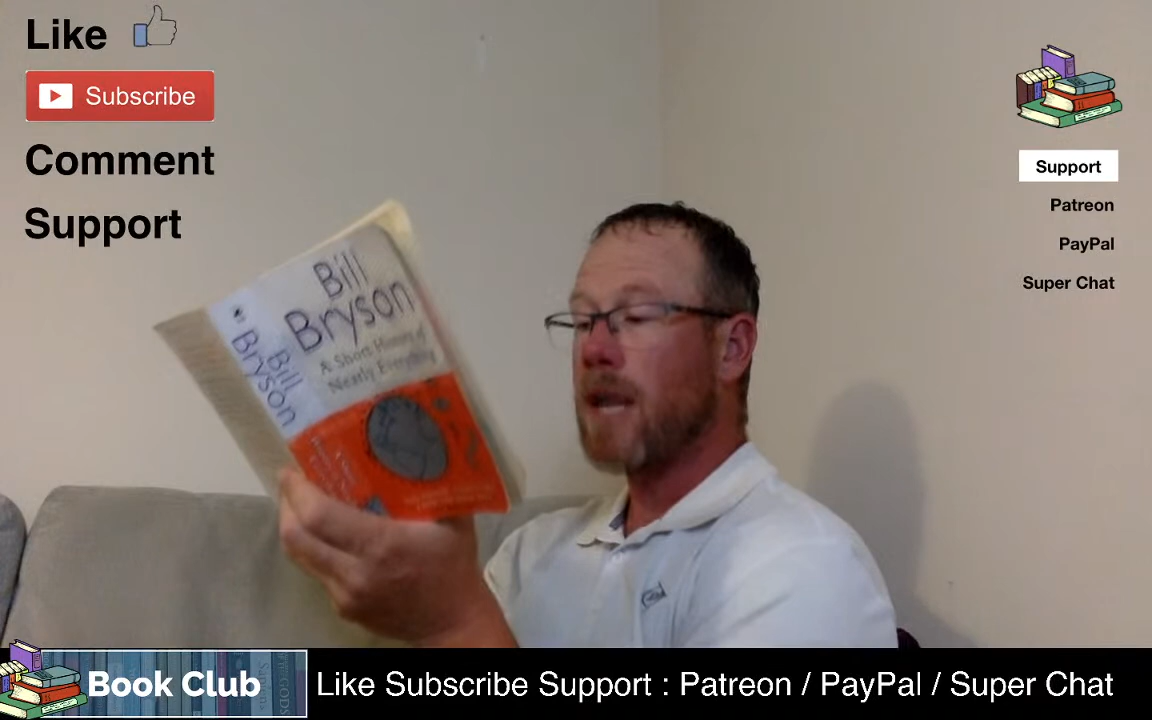 Like
Subscribe
Comment
Support
Support
Patreon
PayPal
Super Chat
Bill
Bryson
A Short History of
Nearly Everything
Bill
Bryson
Book Club
Like Subscribe Support : Patreon / PayPal / Super Chat